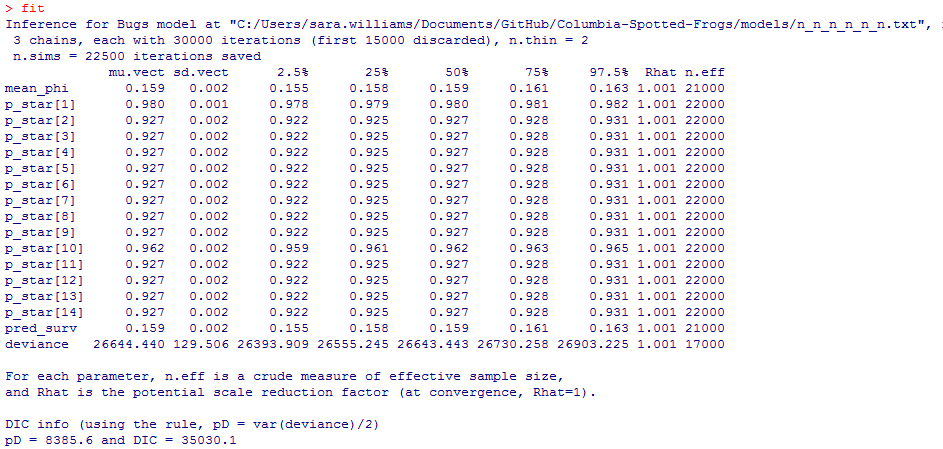 > fit
Inference for Bugs model at "C:/Users/sara.williams/Documents/GitHub/Columbia-Spotted-Frogs/models/n_n_n_n_n_n.txt", i
 3 chains, each with 30000 iterations (first 15000 discarded), n.thin = 2
 n.sims = 22500 iterations saved
             mu.vect sd.vect      2.5%       25%       50%       75%     97.5%  Rhat n.eff
mean_phi       0.159   0.002     0.155     0.158     0.159     0.161     0.163 1.001 21000
p_star[1]      0.980   0.001     0.978     0.979     0.980     0.981     0.982 1.001 22000
p_star[2]      0.927   0.002     0.922     0.925     0.927     0.928     0.931 1.001 22000
p_star[3]      0.927   0.002     0.922     0.925     0.927     0.928     0.931 1.001 22000
p_star[4]      0.927   0.002     0.922     0.925     0.927     0.928     0.931 1.001 22000
p_star[5]      0.927   0.002     0.922     0.925     0.927     0.928     0.931 1.001 22000
p_star[6]      0.927   0.002     0.922     0.925     0.927     0.928     0.931 1.001 22000
p_star[7]      0.927   0.002     0.922     0.925     0.927     0.928     0.931 1.001 22000
p_star[8]      0.927   0.002     0.922     0.925     0.927     0.928     0.931 1.001 22000
p_star[9]      0.927   0.002     0.922     0.925     0.927     0.928     0.931 1.001 22000
p_star[10]     0.962   0.002     0.959     0.961     0.962     0.963     0.965 1.001 22000
p_star[11]     0.927   0.002     0.922     0.925     0.927     0.928     0.931 1.001 22000
p_star[12]     0.927   0.002     0.922     0.925     0.927     0.928     0.931 1.001 22000
p_star[13]     0.927   0.002     0.922     0.925     0.927     0.928     0.931 1.001 22000
p_star[14]     0.927   0.002     0.922     0.925     0.927     0.928     0.931 1.001 22000
pred_surv      0.159   0.002     0.155     0.158     0.159     0.161     0.163 1.001 21000
deviance   26644.440 129.506 26393.909 26555.245 26643.443 26730.258 26903.225 1.001 17000

For each parameter, n.eff is a crude measure of effective sample size,
and Rhat is the potential scale reduction factor (at convergence, Rhat=1).

DIC info (using the rule, pD = var(deviance)/2)
pD = 8385.6 and DIC = 35030.1